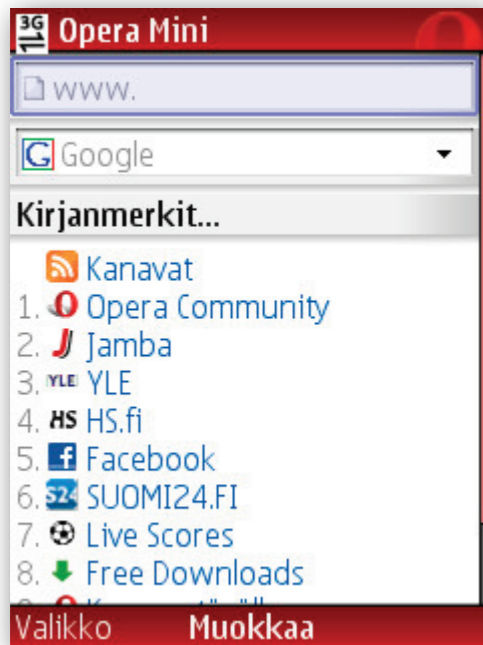 3G Opera Mini
www.
G Google
Kirjanmerkit...
Kanavat
1. Opera Community
2. J Jamba
3. YLE YLE
4. HS HS.fi
5. f Facebook
6. S24 SUOMI24.FI
7. Live Scores
8. Free Downloads
Valikko Muokkaa